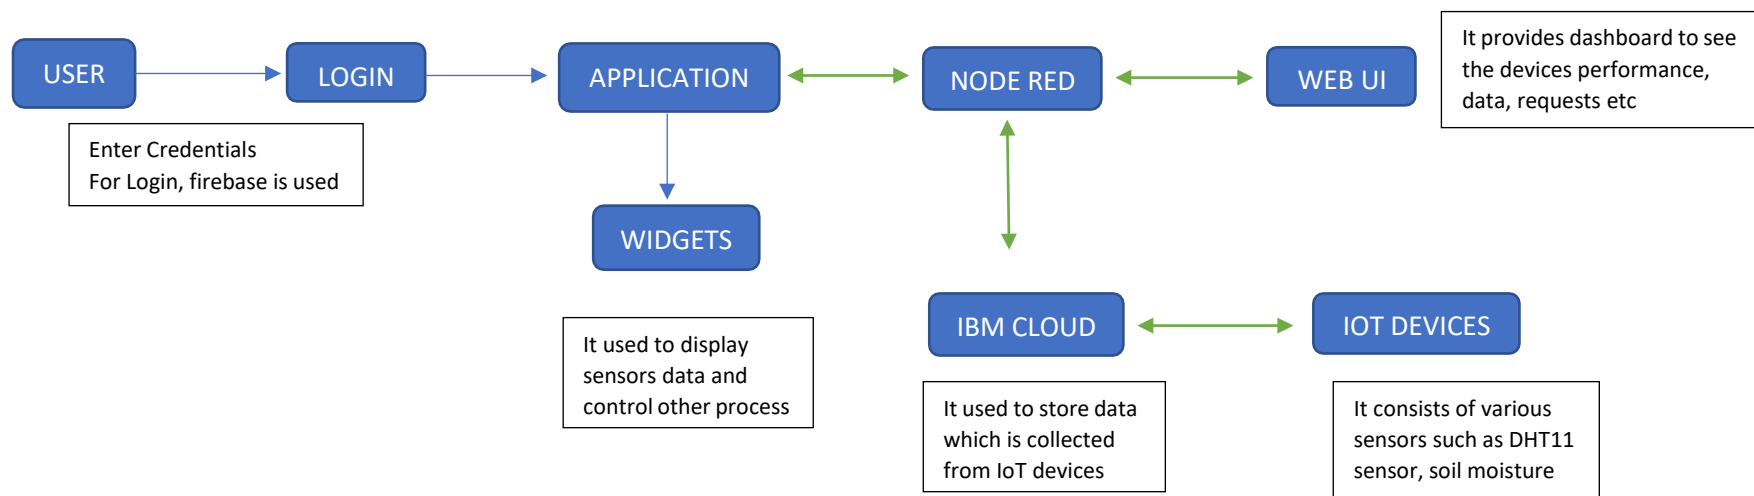 USER
LOGIN
APPLICATION
NODE RED
WEB UI
It provides dashboard to see
the devices performance,
data, requests etc
Enter Credentials
For Login, firebase is used
WIDGETS
It used to display
sensors data and
control other process
IBM CLOUD
IOT DEVICES
It used to store data
which is collected
from IoT devices
It consists of various
sensors such as DHT11
sensor, soil moisture